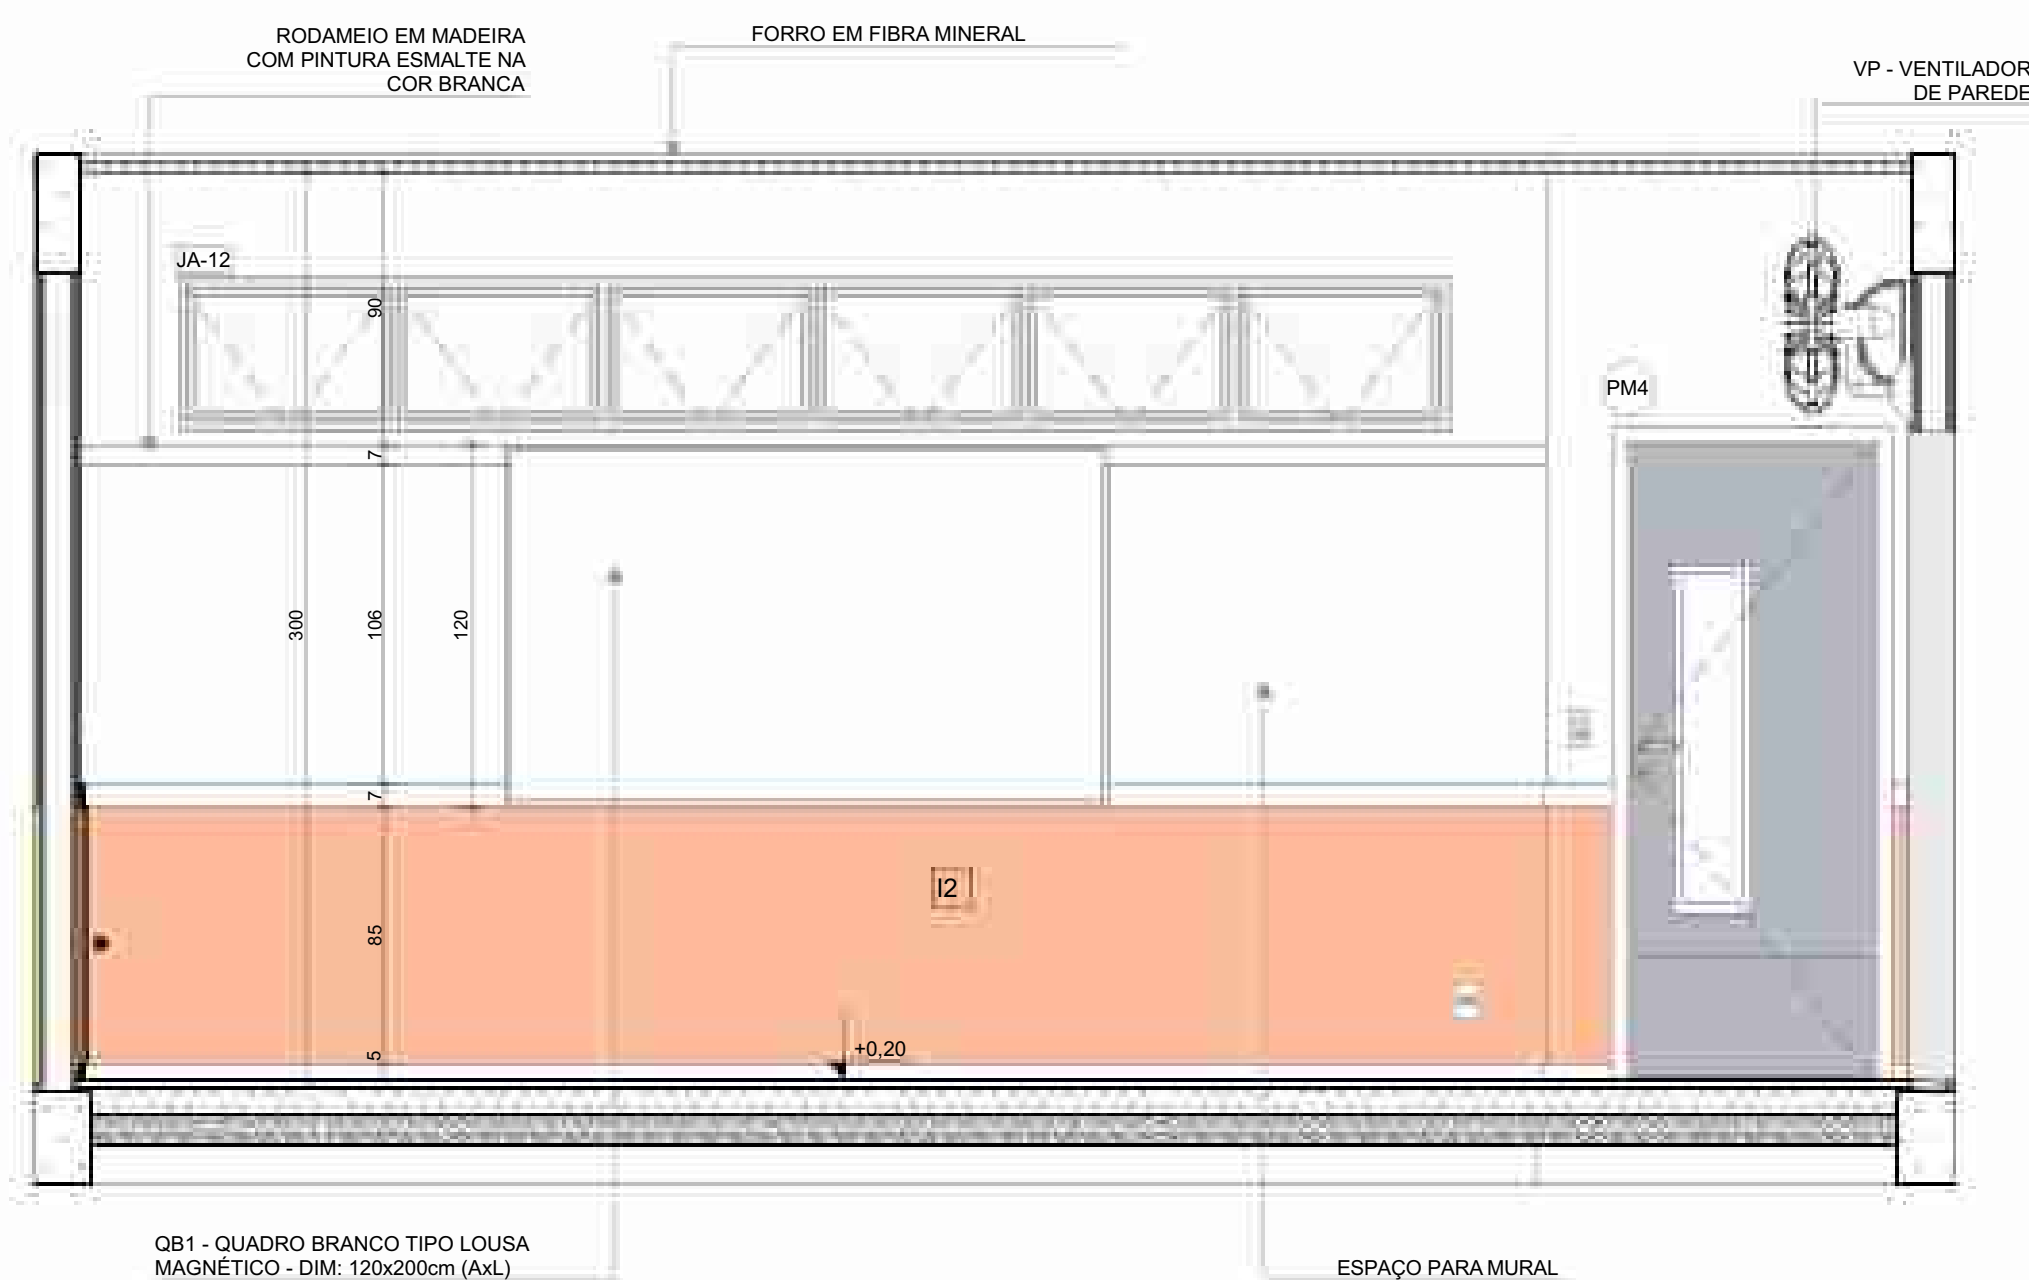 RODAMEIO EM MADEIRA
COM PINTURA ESMALTE NA
COR BRANCA
FORRO EM FIBRA MINERAL
VP - VENTILADOR
DE PAREDE
JA-12
90
PM4
7
300
106
120
7
I2
85
+0,20
5
QB1 - QUADRO BRANCO TIPO LOUSA
MAGNÉTICO - DIM: 120x200cm (AxL)
ESPAÇO PARA MURAL